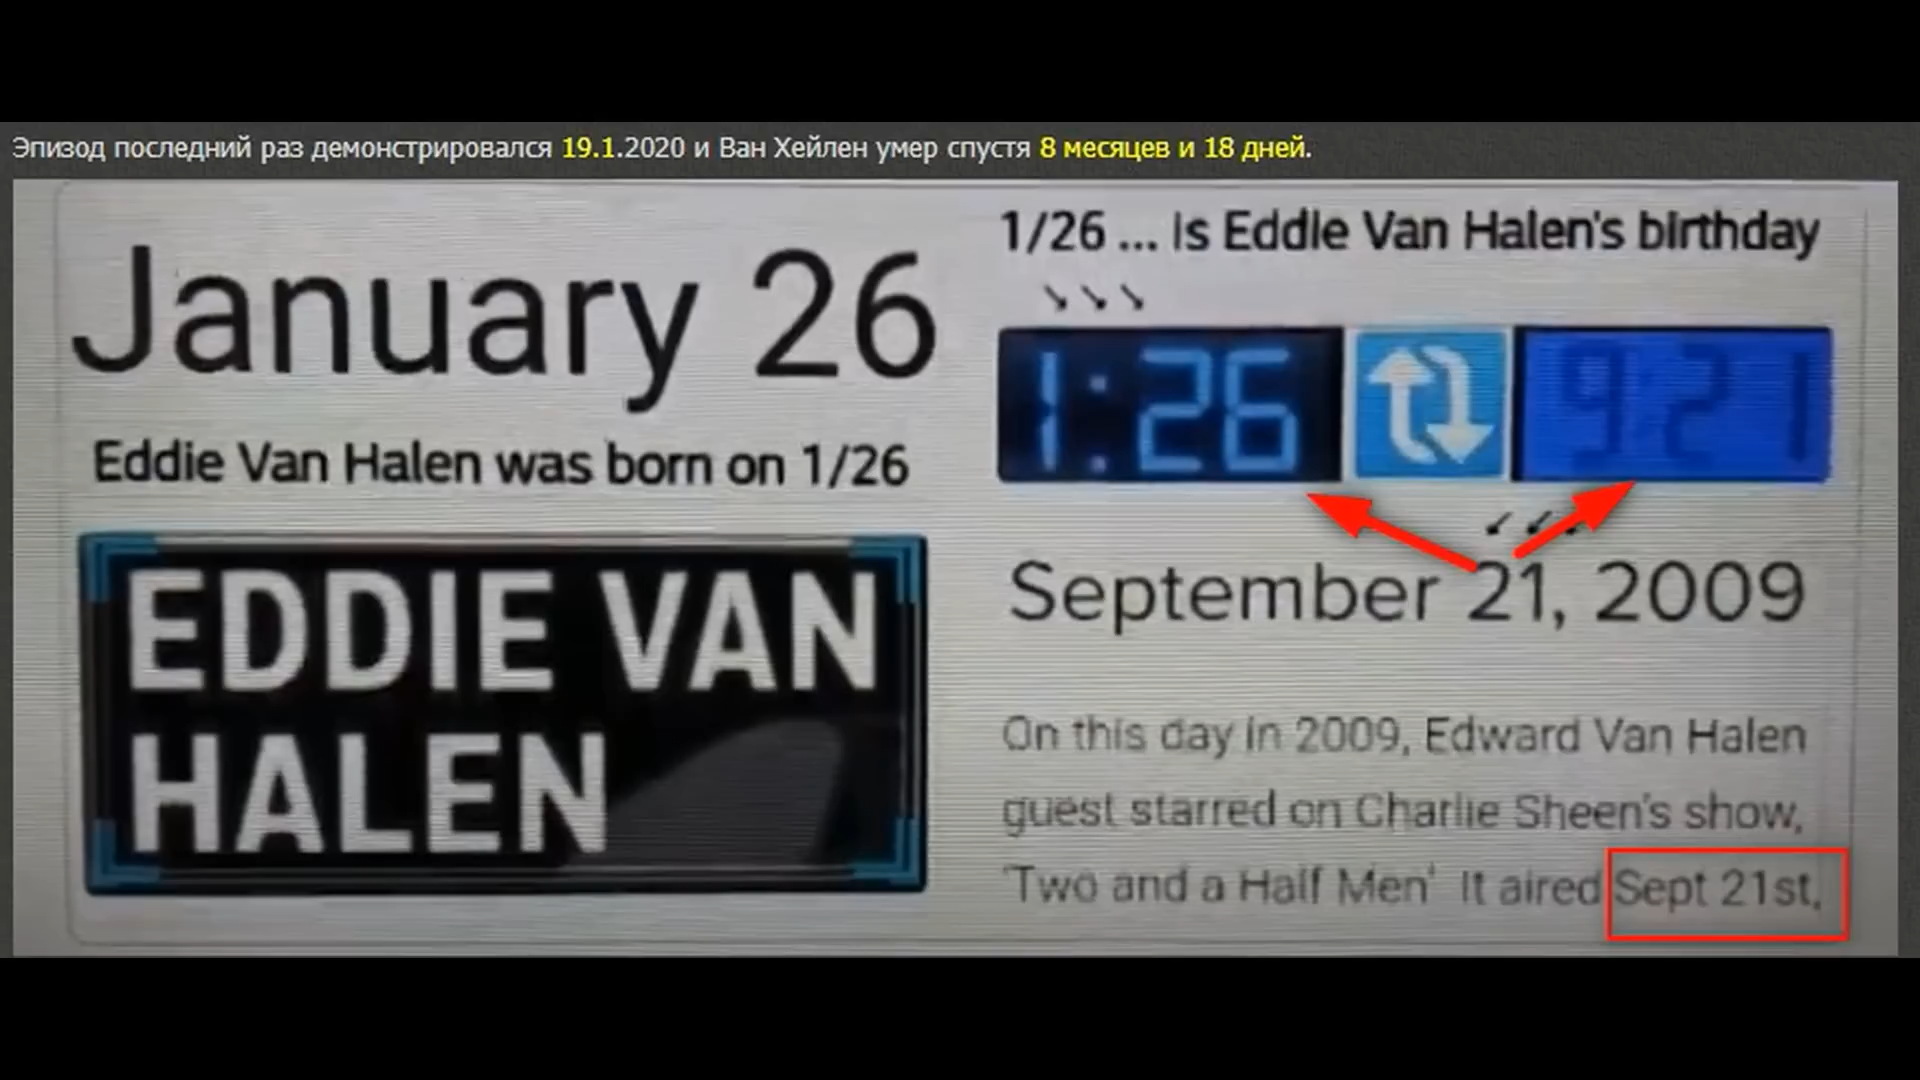 Эпизод последний раз демонстрировался 19.1.2020 и Ван Хейлен умер спустя 8 месяцев и 18 дней.
January 26
Eddie Van Halen was born on 1/26
EDDIE VAN
HALEN
1/26 ... is Eddie Van Halen's birthday
1:26
9 21
September 21, 2009
On this day in 2009, Edward Van Halen
guest starred on Charlie Sheen's show,
'Two and a Half Men' It aired Sept 21st,